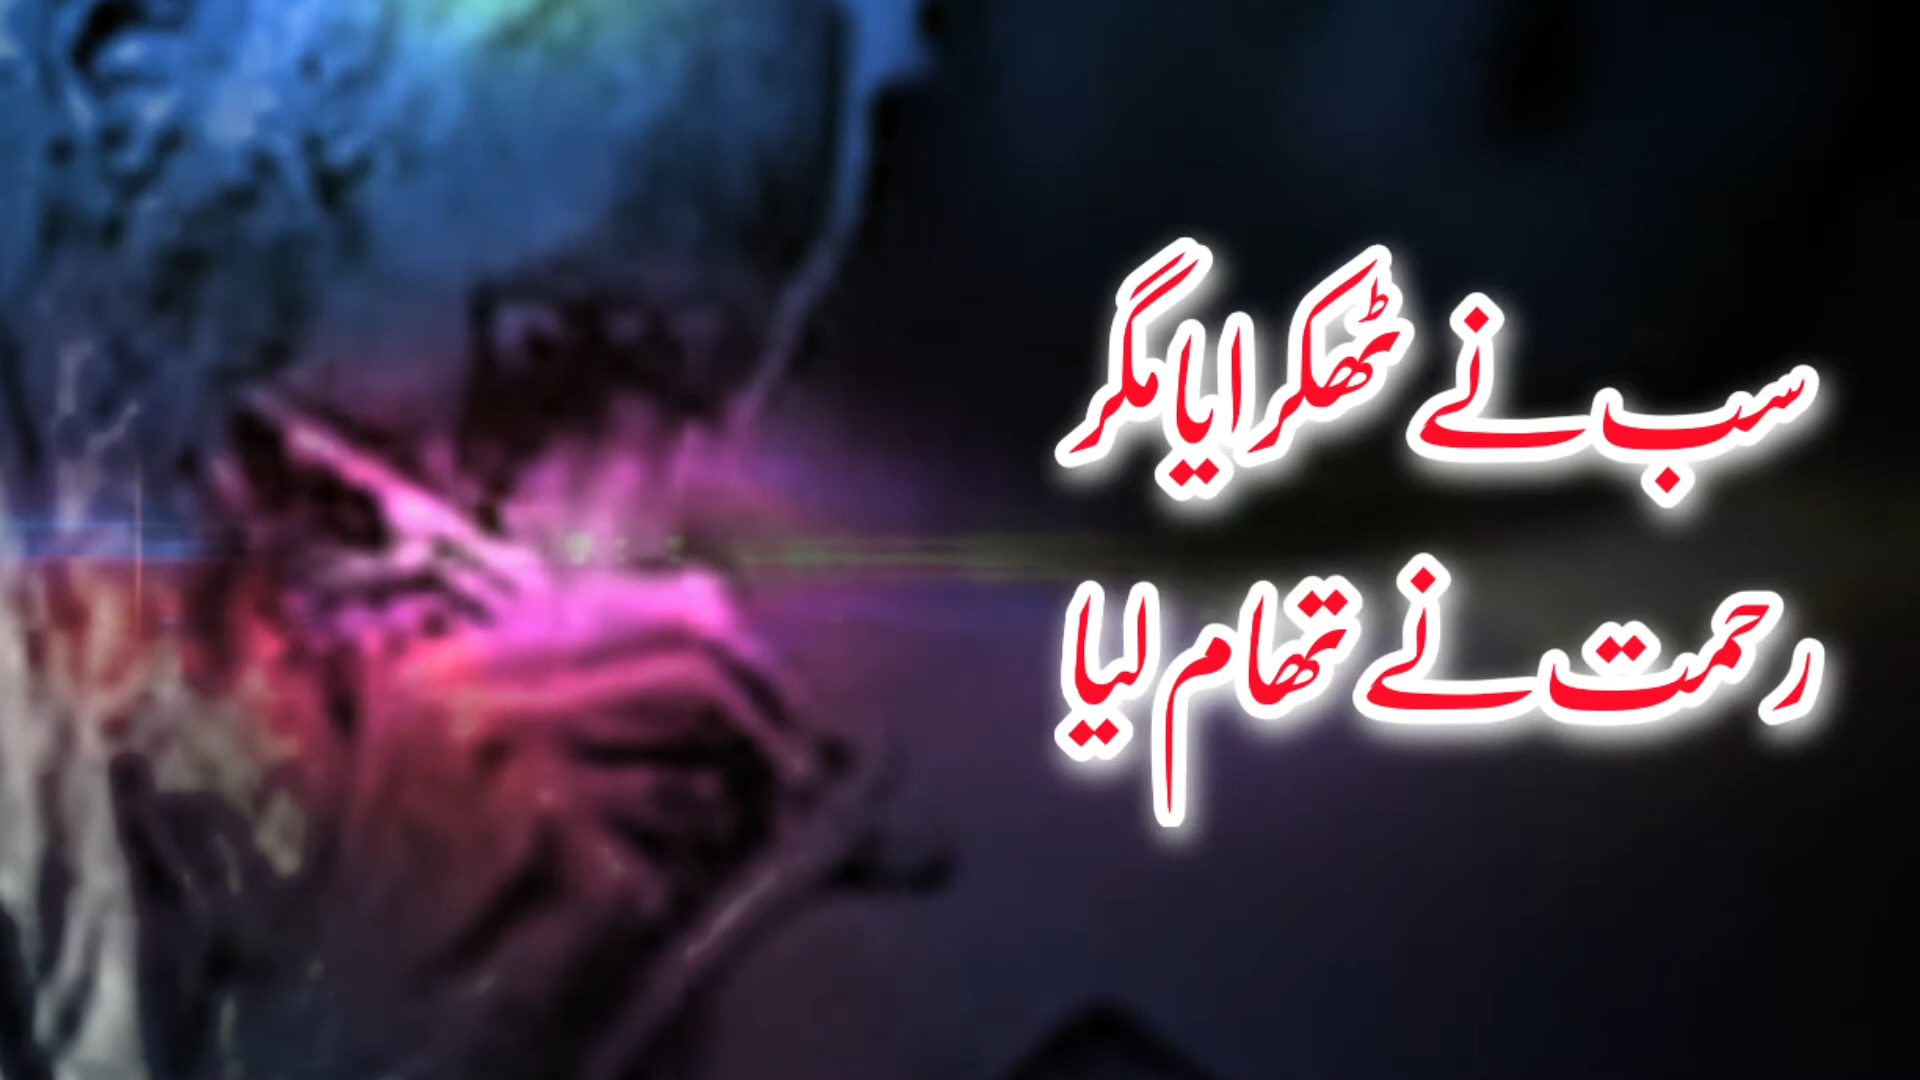 سب نے ٹھکرایا مگر
رحمت نے تھام لیا